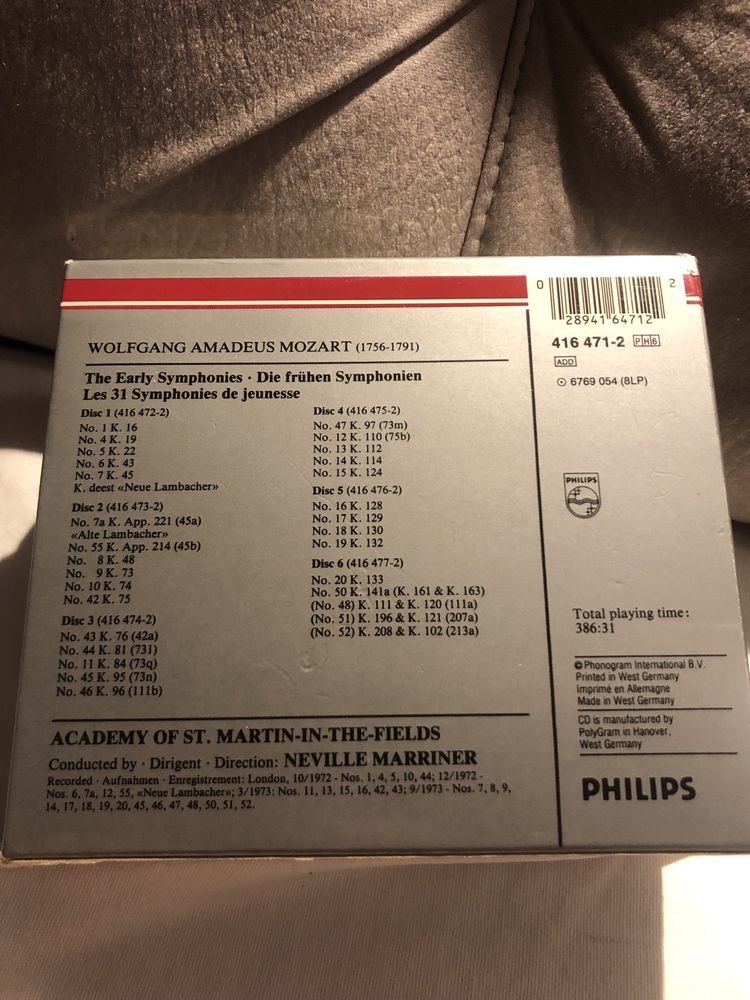 WOLFGANG AMADEUS MOZART (1756-1791)
The Early Symphonies · Die frühen Symphonien
Les 31 Symphonies de jeunesse
Disc 1 (416 472-2)
No. 1 K. 16
No. 4 K. 19
No. 5 K. 22
No. 6 K. 43
No. 7 K. 45
K. deest «Neue Lambacher»
Disc 2 (416 473-2)
No. 7a K. App. 221 (45a)
«Alte Lambacher»
No. 55 K. App. 214 (45b)
No. 8 K. 48
No. 9 K. 73
No. 10 K. 74
No. 42 K. 75
Disc 3 (416 474-2)
No. 43 K. 76 (42a)
No. 44 K. 81 (73l)
No. 11 K. 84 (73q)
No. 45 K. 95 (73n)
No. 46 K. 96 (111b)
Disc 4 (416 475-2)
No. 47 K. 97 (73m)
No. 12 K. 110 (75b)
No. 13 K. 112
No. 14 K. 114
No. 15 K. 124
Disc 5 (416 476-2)
No. 16 K. 128
No. 17 K. 129
No. 18 K. 130
No. 19 K. 132
Disc 6 (416 477-2)
No. 20 K. 133
No. 50 K. 141a (K. 161 & K. 163)
(No. 48) K. 111 & K. 120 (111a)
(No. 51) K. 196 & K. 121 (207a)
(No. 52) K. 208 & K. 102 (213a)
ACADEMY OF ST. MARTIN-IN-THE-FIELDS
Conducted by · Dirigent · Direction: NEVILLE MARRINER
Recorded · Aufnahmen · Enregistrement: London, 10/1972 - Nos. 1, 4, 5, 10, 44; 12/1972 -
Nos. 6, 7a, 12, 55, «Neue Lambacher»; 3/1973: Nos. 11, 13, 15, 16, 42, 43; 9/1973 - Nos. 7, 8, 9,
14, 17, 18, 19, 20, 45, 46, 47, 48, 50, 51, 52.
0 28941 64712 2
416 471-2 PH6
ADD
6769 054 (8LP)
PHILIPS
Total playing time:
386:31
©Phonogram International B.V.
Printed in West Germany
Imprimé en Allemagne
Made in West Germany
CD is manufactured by
PolyGram in Hanover,
West Germany
PHILIPS